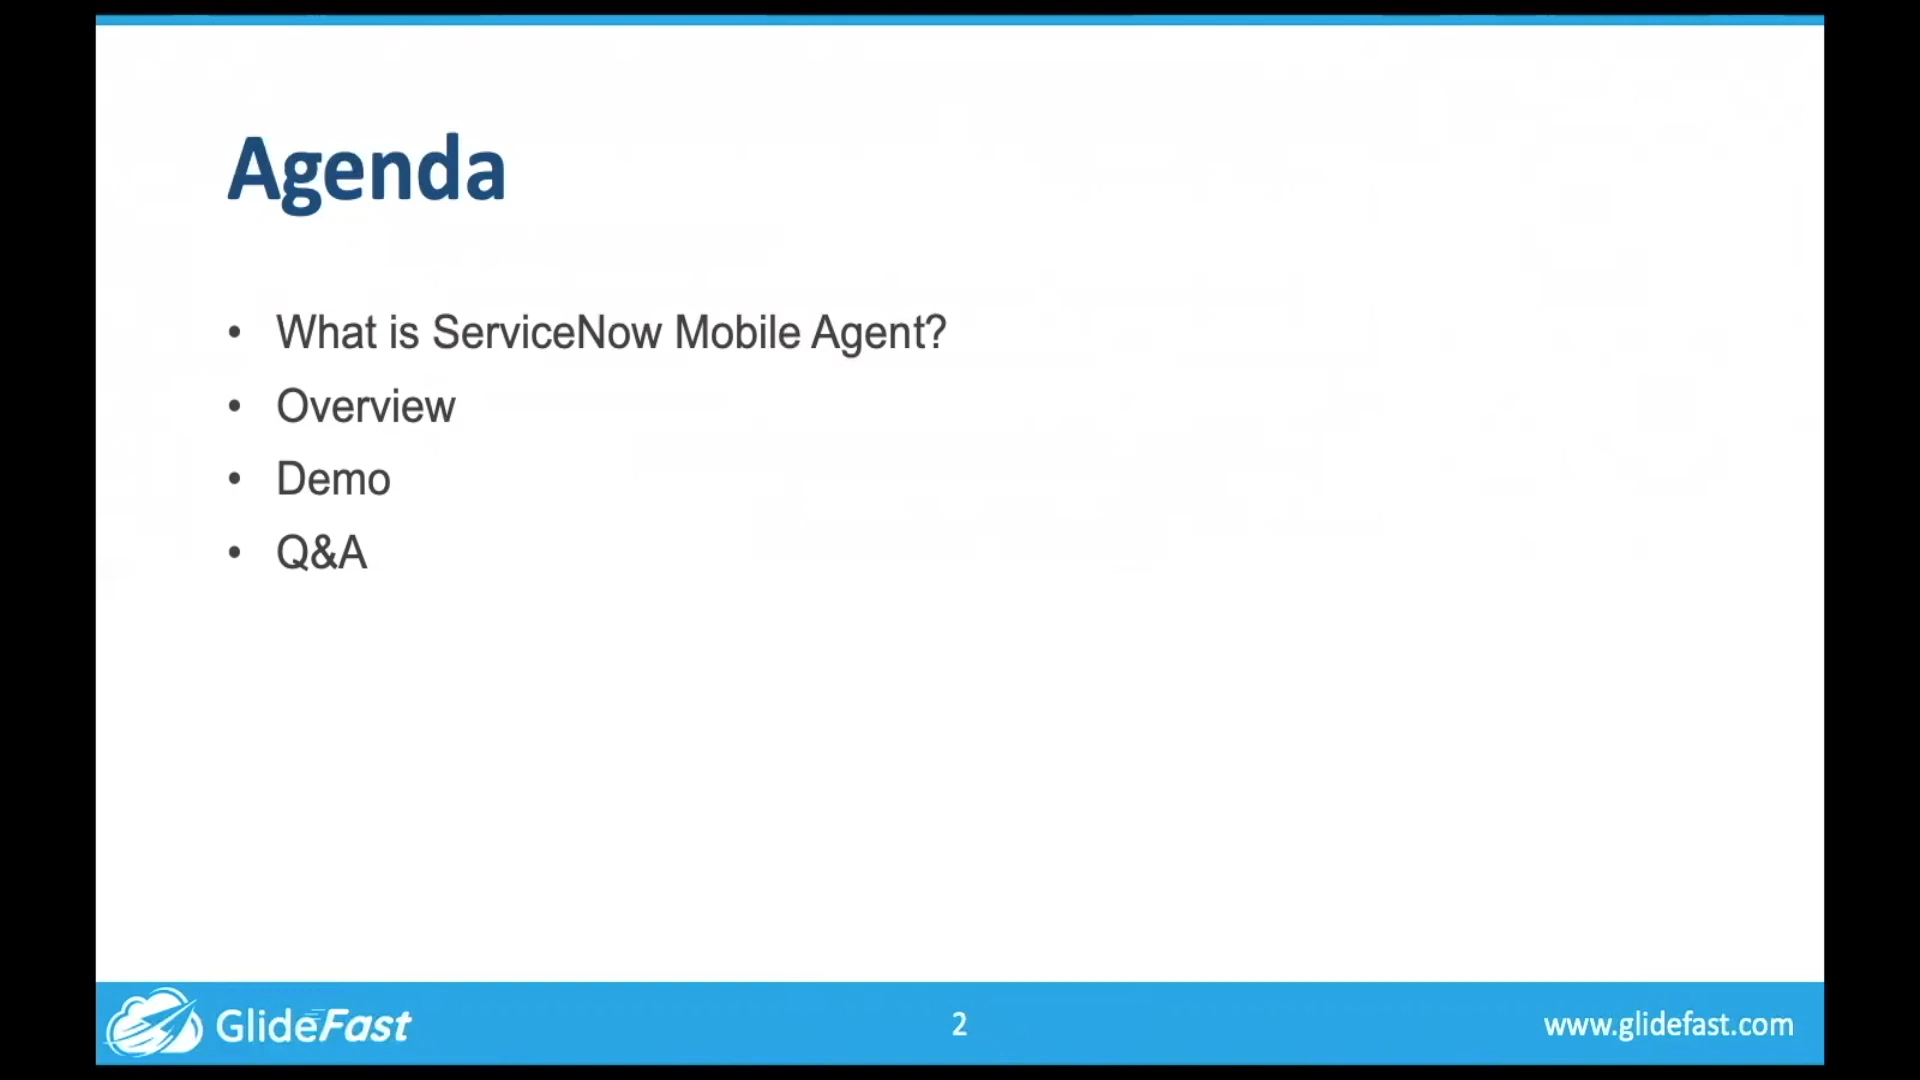 Agenda
• What is ServiceNow Mobile Agent?
• Overview
• Demo
• Q&A
GlideFast
2
www.glidefast.com